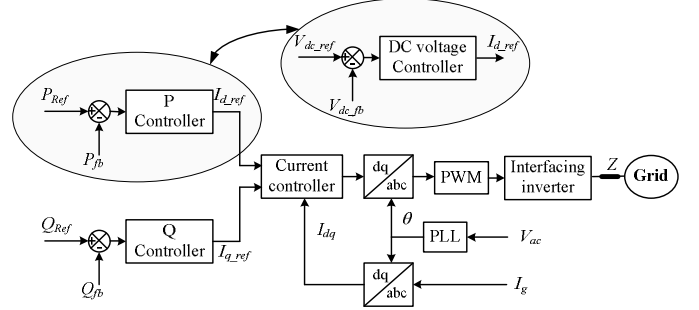 V_dc_ref
DC voltage
Controller
I_d_ref
V_dc_fb
P_Ref
P
Controller
I_d_ref
P_fb
Current
controller
dq
abc
PWM
Interfacing
inverter
Z
Grid
Q_Ref
Q
Controller
I_q_ref
Q_fb
I_dq
θ
PLL
V_ac
dq
abc
I_g